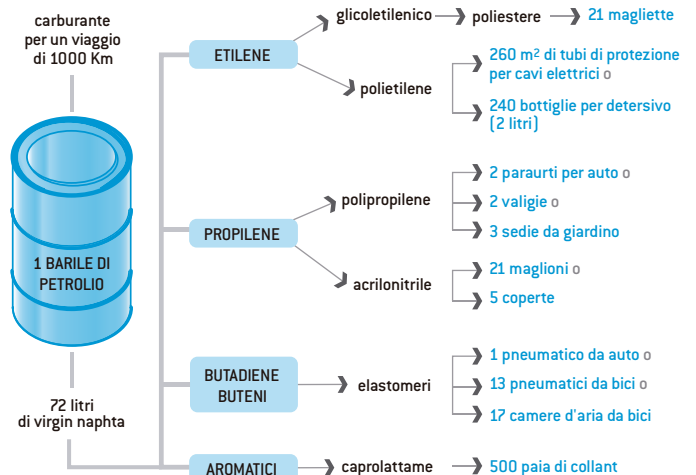 carburante
per un viaggio
di 1000 Km
1 BARILE DI
PETROLIO
72 litri
di virgin naphta
ETILENE
glicoletilenico
poliestere
21 magliette
polietilene
260 m² di tubi di protezione
per cavi elettrici o
240 bottiglie per detersivo
(2 litri)
PROPILENE
polipropilene
2 paraurti per auto o
2 valigie o
3 sedie da giardino
acrilonitrile
21 maglioni o
5 coperte
BUTADIENE
BUTENI
elastomeri
1 pneumatico da auto o
13 pneumatici da bici o
17 camere d'aria da bici
AROMATICI
caprolattame
500 paia di collant